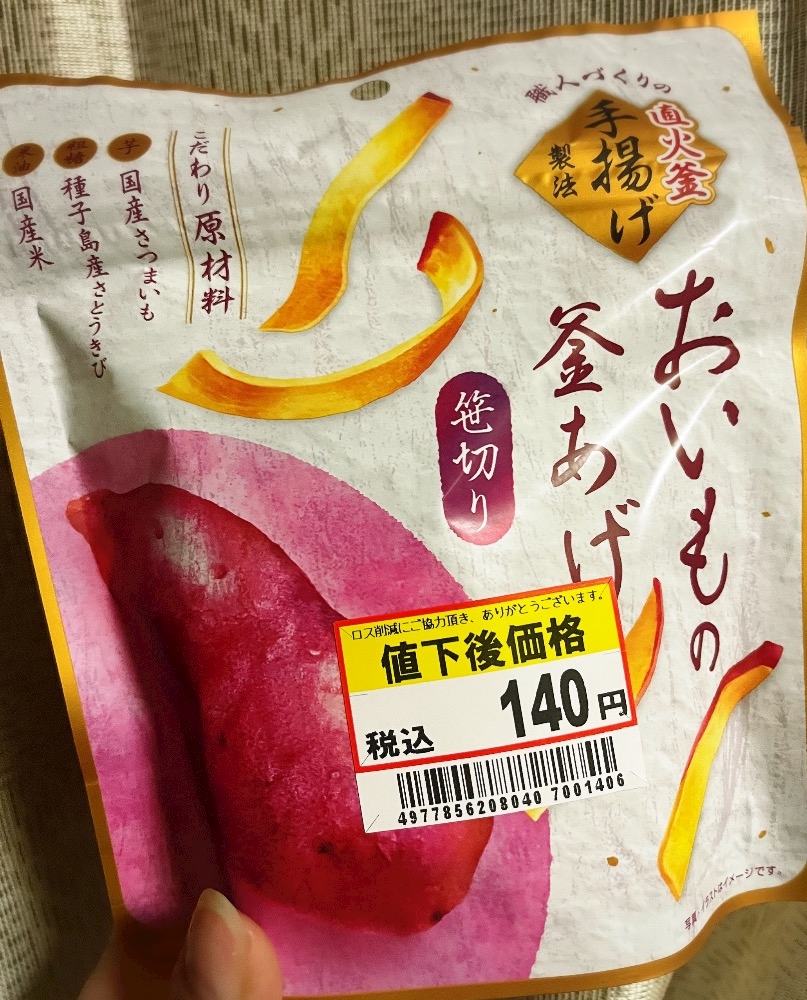 職人づくりの
直火釜
手揚げ
製法
おいもの
釜あげ
笹切り
こだわり原材料
芋
国産さつまいも
粗糖
種子島産さとうきび
米油
国産米
ロス削減にご協力頂き、ありがとうございます。
値下後価格
税込 140円
4977856208040 7001406
写真・イラストはイメージです。